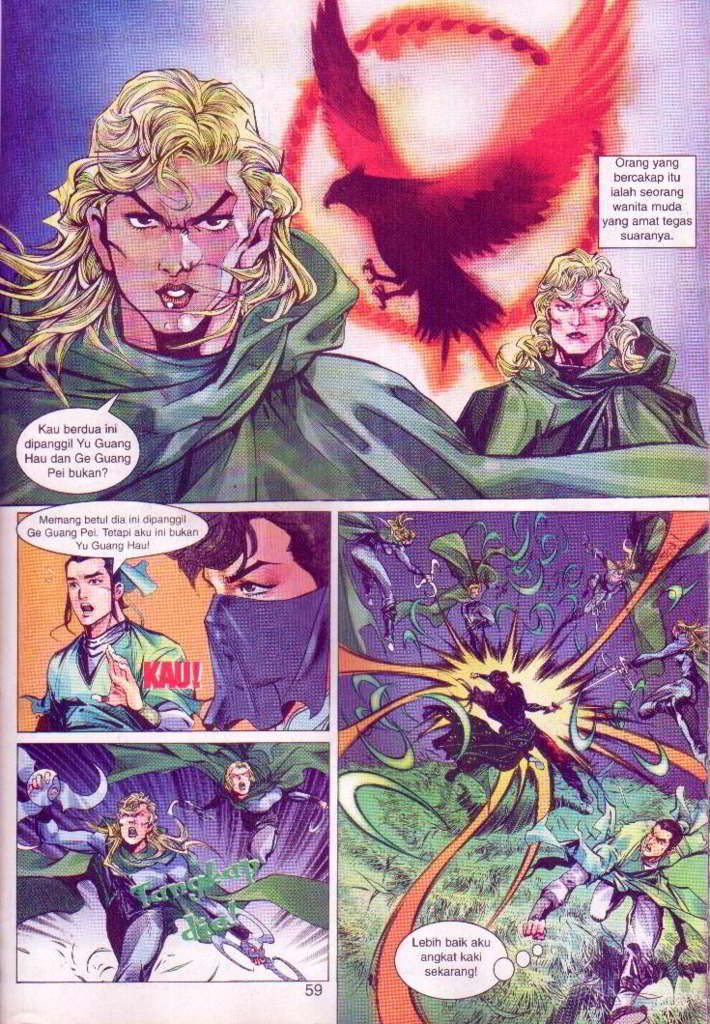 Orang yang
bercakap itu
ialah seorang
wanita muda
yang amat tegas
suaranya.
Kau berdua ini
dipanggil Yu Guang
Hau dan Ge Guang
Pei bukan?
Memang betul dia ini dipanggil
Ge Guang Pei. Tetapi aku ini bukan
Yu Guang Hau!
KAU!
Tangkap
dia!
Lebih baik aku
angkat kaki
sekarang!
59